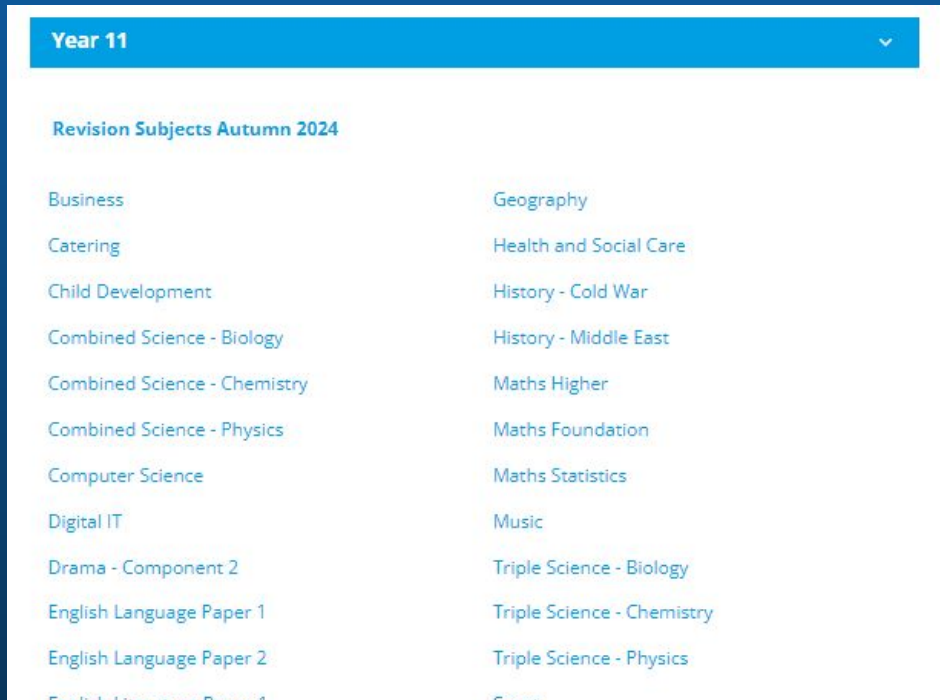 Year 11
Revision Subjects Autumn 2024
Business
Catering
Child Development
Combined Science - Biology
Combined Science - Chemistry
Combined Science - Physics
Computer Science
Digital IT
Drama - Component 2
English Language Paper 1
English Language Paper 2
Geography
Health and Social Care
History - Cold War
History - Middle East
Maths Higher
Maths Foundation
Maths Statistics
Music
Triple Science - Biology
Triple Science - Chemistry
Triple Science - Physics